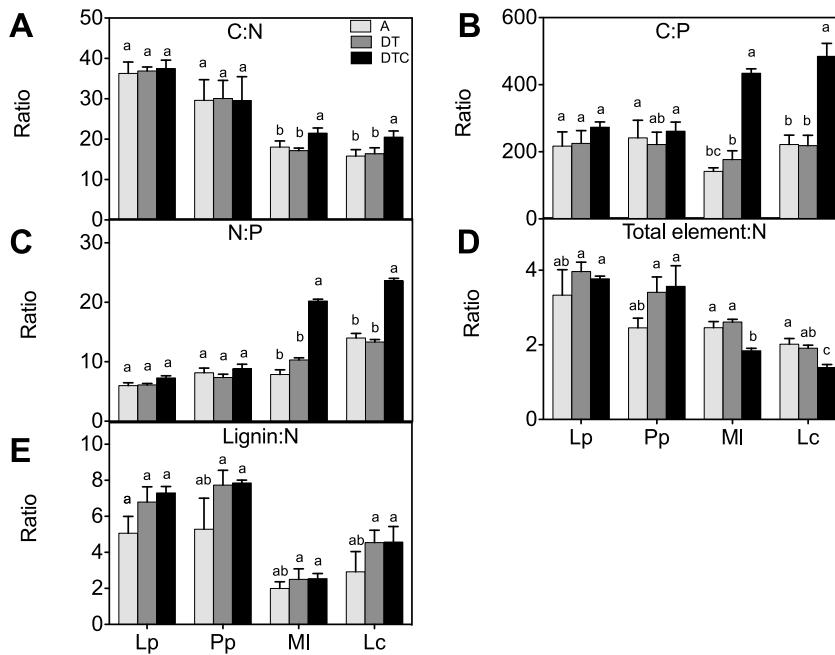 A
C:N
A
DT
DTC
Ratio
50
40
30
20
10
0
a a a
a a a
b b a
b b a
B
C:P
Ratio
600
400
200
0
a a a
a ab a
bc b a
b b a
C
N:P
Ratio
30
20
10
0
a a a
a a a
b b a
b b a
D
Total element:N
Ratio
4
2
0
ab a a
ab a a
a a b
a ab c
Lp Pp Ml Lc
E
Lignin:N
Ratio
10
8
6
4
2
0
a a a
ab a a
ab a a
ab a a
Lp Pp Ml Lc